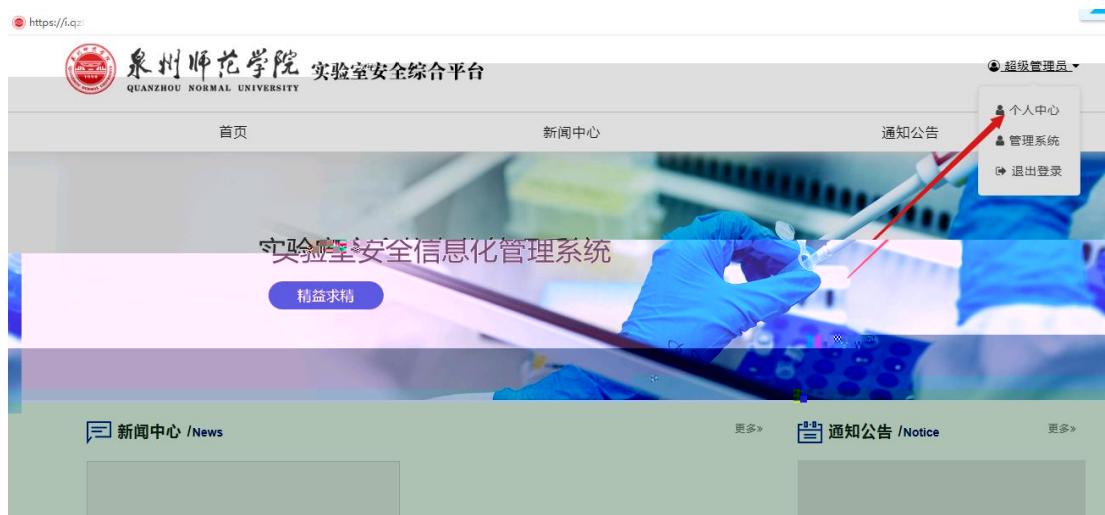 https://i.qz
泉州师范学院 实验室安全综合平台
QUANZHOU NORMAL UNIVERSITY
超级管理员
个人中心
管理系统
退出登录
首页 新闻中心 通知公告
实验室安全信息化管理系统
精益求精
新闻中心 /News 更多»
通知公告 /Notice 更多»